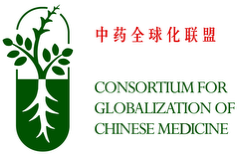 中药全球化联盟
CONSORTIUM FOR
GLOBALIZATION OF
CHINESE MEDICINE